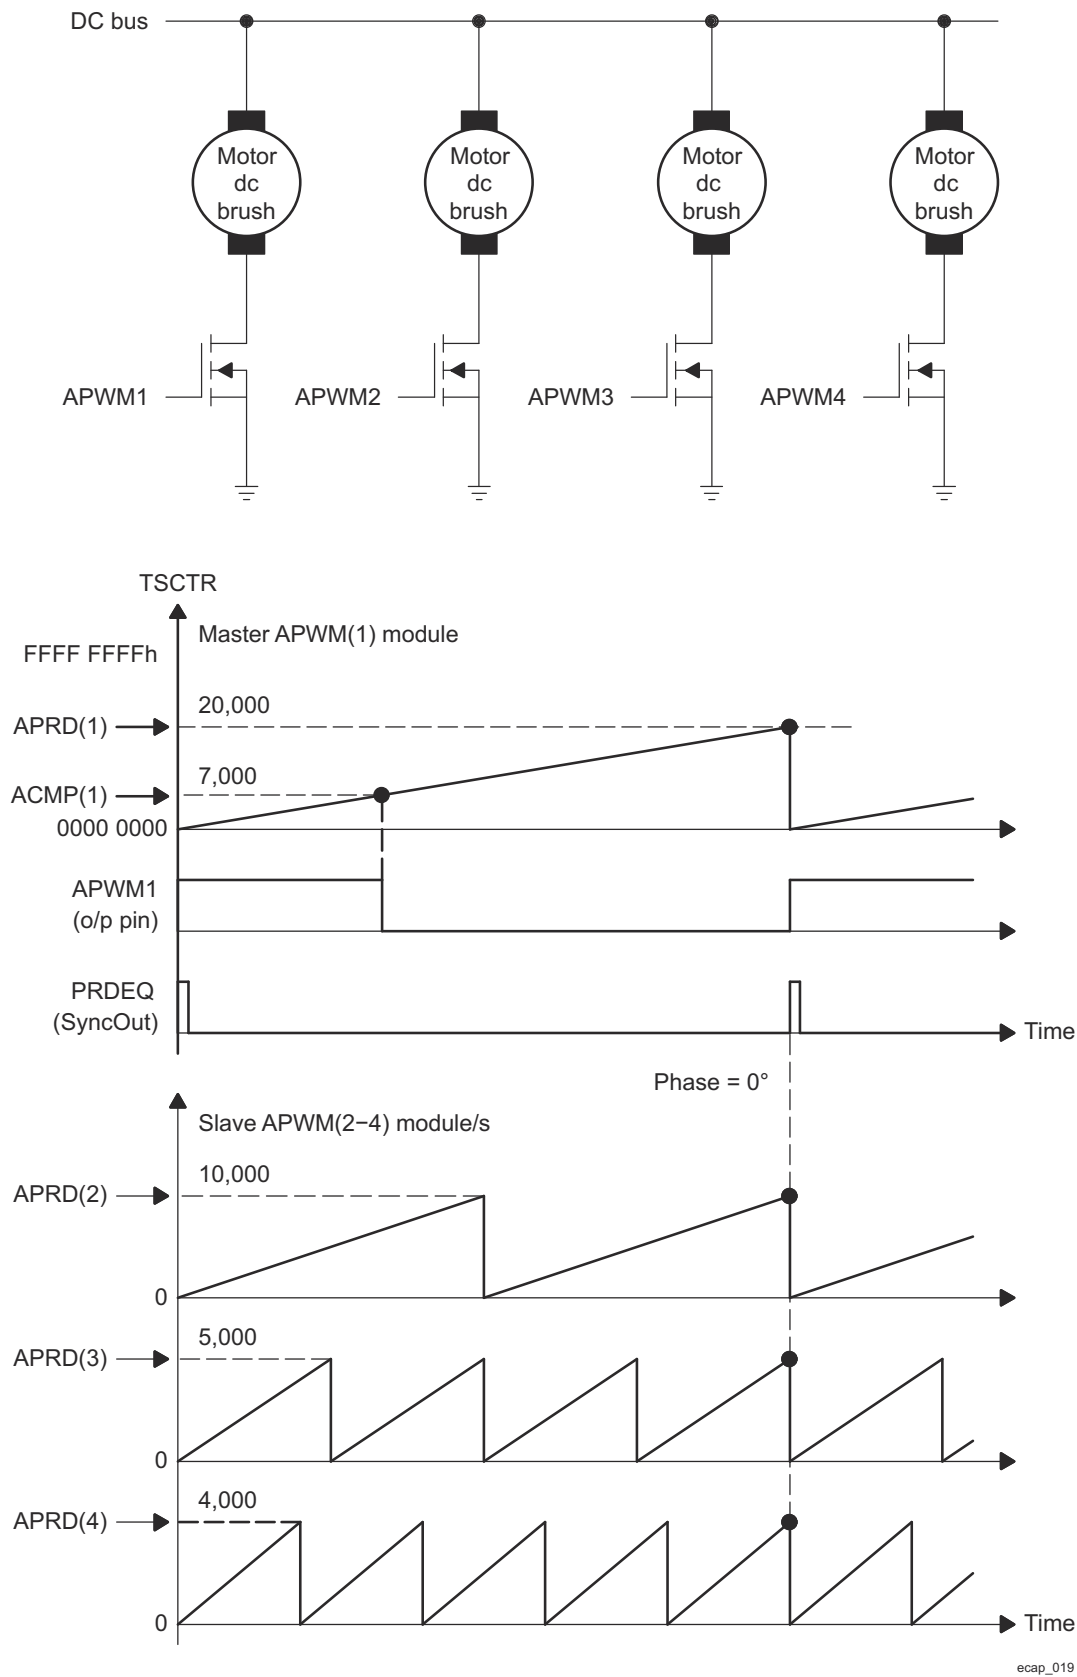 DC bus
Motor
dc
brush
Motor
dc
brush
Motor
dc
brush
Motor
dc
brush
APWM1
APWM2
APWM3
APWM4
TSCTR
Master APWM(1) module
FFFF FFFFh
20,000
APRD(1)
7,000
ACMP(1)
0000 0000
APWM1
(o/p pin)
PRDEQ
(SyncOut)
Time
Phase = 0°
Slave APWM(2−4) module/s
10,000
APRD(2)
0
5,000
APRD(3)
0
4,000
APRD(4)
0
Time
ecap_019